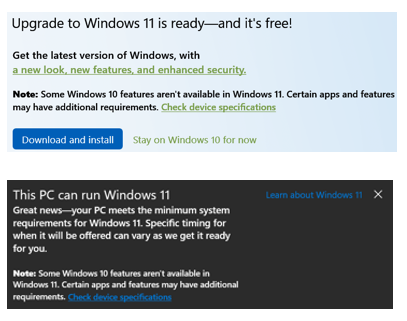 Upgrade to Windows 11 is ready—and it's free!
Get the latest version of Windows, with
a new look, new features, and enhanced security.
Note: Some Windows 10 features aren't available in Windows 11. Certain apps and features
may have additional requirements. Check device specifications
Download and install
Stay on Windows 10 for now
This PC can run Windows 11
Learn about Windows 11
Great news—your PC meets the minimum system
requirements for Windows 11. Specific timing for
when it will be offered can vary as we get it ready
for you.
Note: Some Windows 10 features aren't available in
Windows 11. Certain apps and features may have additional
requirements. Check device specifications